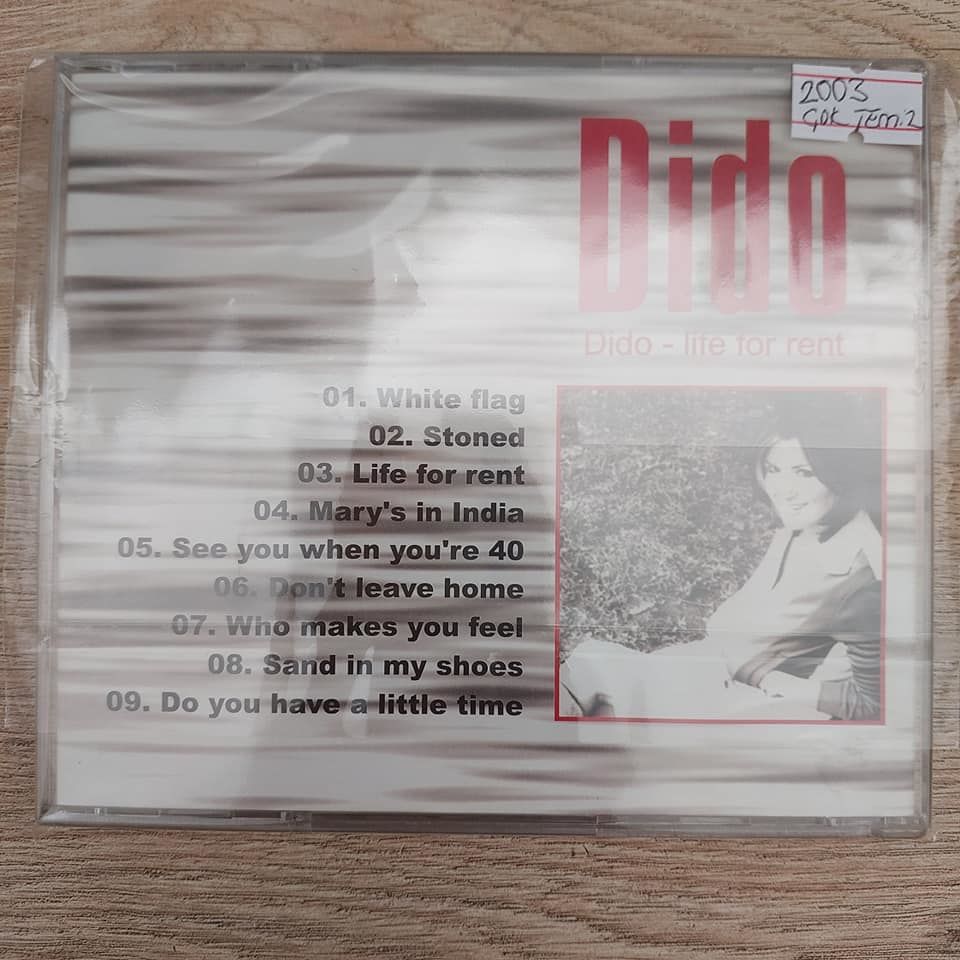 2003
ÇOK TEMİZ
Dido
Dido - life for rent
01. White flag
02. Stoned
03. Life for rent
04. Mary's in India
05. See you when you're 40
06. Don't leave home
07. Who makes you feel
08. Sand in my shoes
09. Do you have a little time